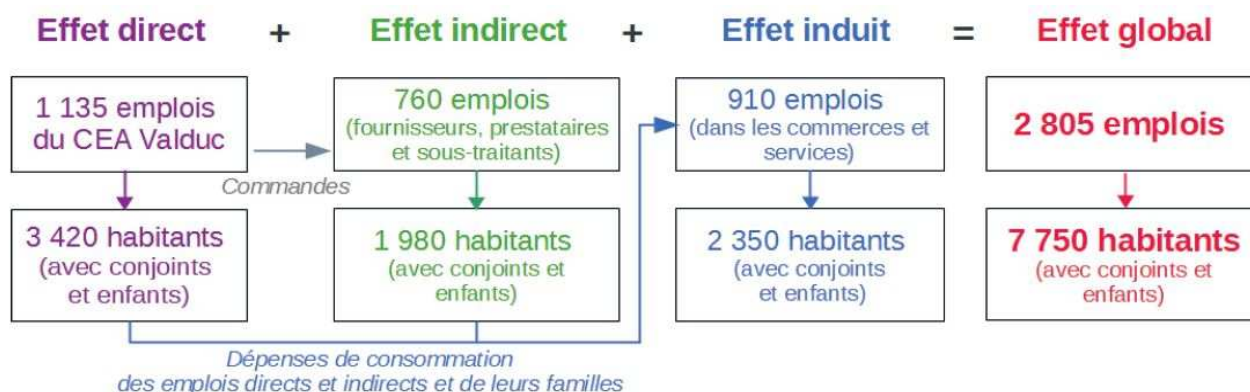 Effet direct + Effet indirect + Effet induit = Effet global
1 135 emplois
du CEA Valduc
Commandes
760 emplois
(fournisseurs, prestataires
et sous-traitants)
910 emplois
(dans les commerces et
services)
2 805 emplois
3 420 habitants
(avec conjoints
et enfants)
1 980 habitants
(avec conjoints et
enfants)
2 350 habitants
(avec conjoints
et enfants)
7 750 habitants
(avec conjoints et
enfants)
Dépenses de consommation
des emplois directs et indirects et de leurs familles